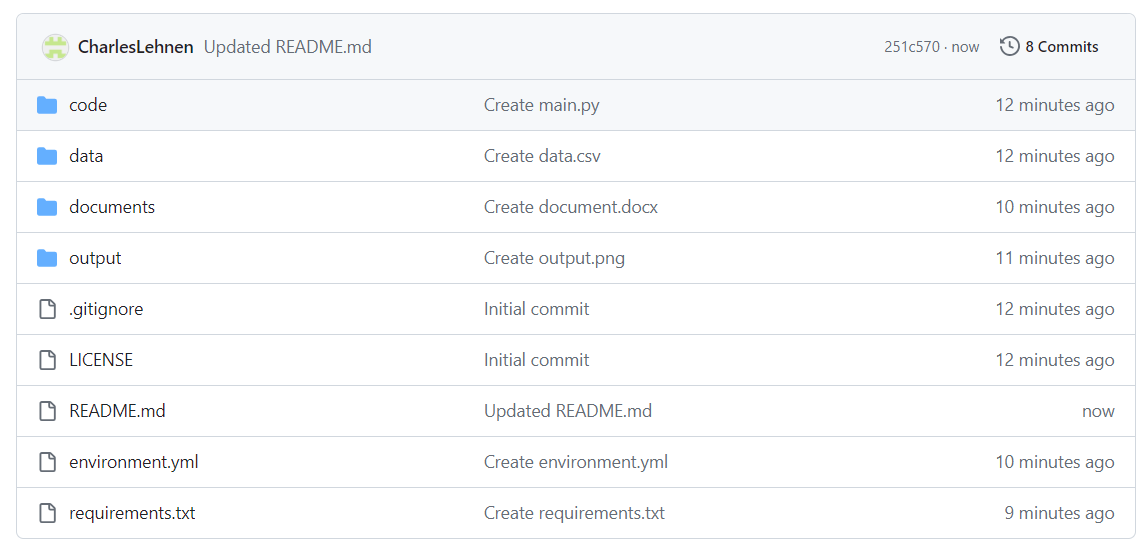 CharlesLehnen Updated README.md 251c570 · now 8 Commits
code Create main.py 12 minutes ago
data Create data.csv 12 minutes ago
documents Create document.docx 10 minutes ago
output Create output.png 11 minutes ago
.gitignore Initial commit 12 minutes ago
LICENSE Initial commit 12 minutes ago
README.md Updated README.md now
environment.yml Create environment.yml 10 minutes ago
requirements.txt Create requirements.txt 9 minutes ago